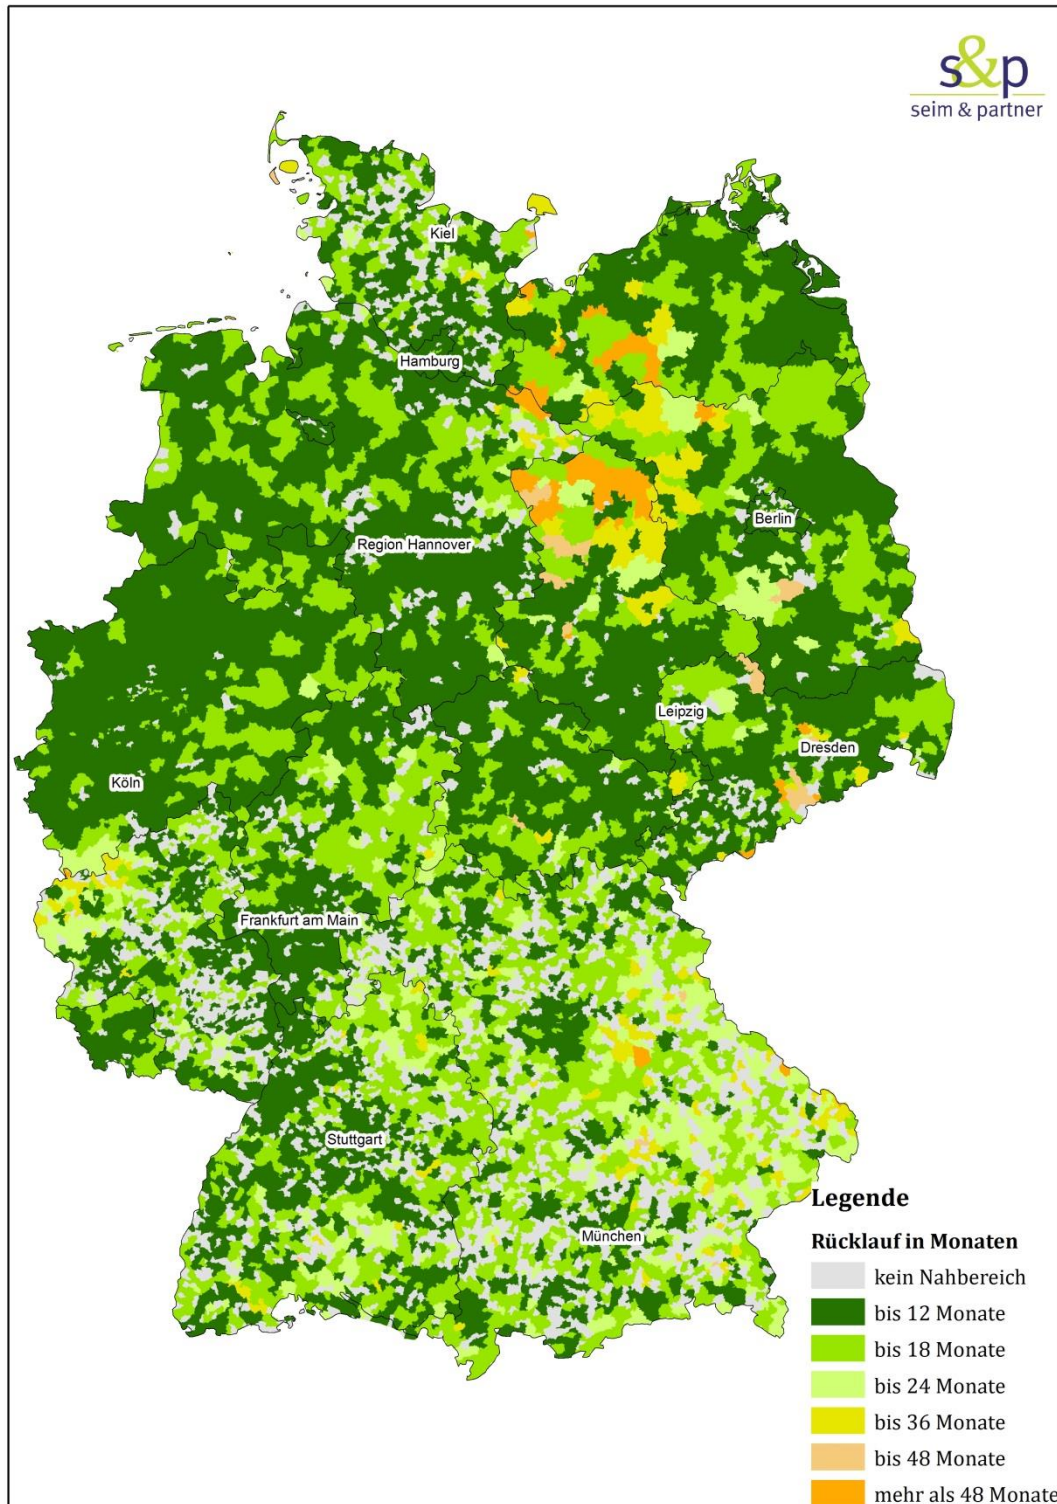 s&p
seim & partner
Kiel
Hamburg
Berlin
Region Hannover
Leipzig
Dresden
Köln
Frankfurt am Main
Stuttgart
München
Legende
Rücklauf in Monaten
kein Nahbereich
bis 12 Monate
bis 18 Monate
bis 24 Monate
bis 36 Monate
bis 48 Monate
mehr als 48 Monate